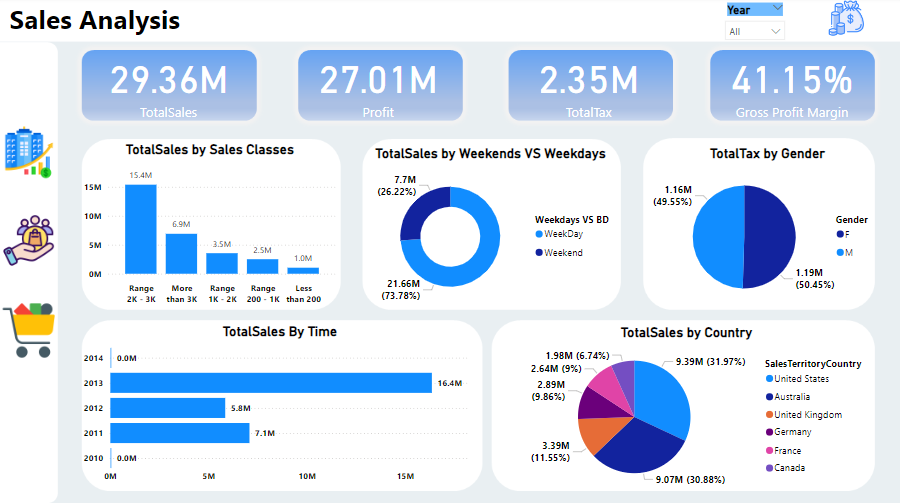 Sales Analysis
Year
All
29.36M
TotalSales
27.01M
Profit
2.35M
TotalTax
41.15%
Gross Profit Margin
TotalSales by Sales Classes
15M
10M
5M
0M
15.4M
6.9M
3.5M
2.5M
1.0M
Range
2K - 3K
More
than 3K
Range
1K - 2K
Range
200 - 1K
Less
than 200
TotalSales by Weekends VS Weekdays
7.7M
(26.22%)
21.66M
(73.78%)
Weekdays VS BD
WeekDay
Weekend
TotalTax by Gender
1.16M
(49.55%)
1.19M
(50.45%)
Gender
F
M
TotalSales By Time
2014
0.0M
2013
16.4M
2012
5.8M
2011
7.1M
2010
0.0M
0M
5M
10M
15M
TotalSales by Country
1.98M (6.74%)
2.64M (9%)
2.89M
(9.86%)
3.39M
(11.55%)
9.39M (31.97%)
9.07M (30.88%)
SalesTerritoryCountry
United States
Australia
United Kingdom
Germany
France
Canada